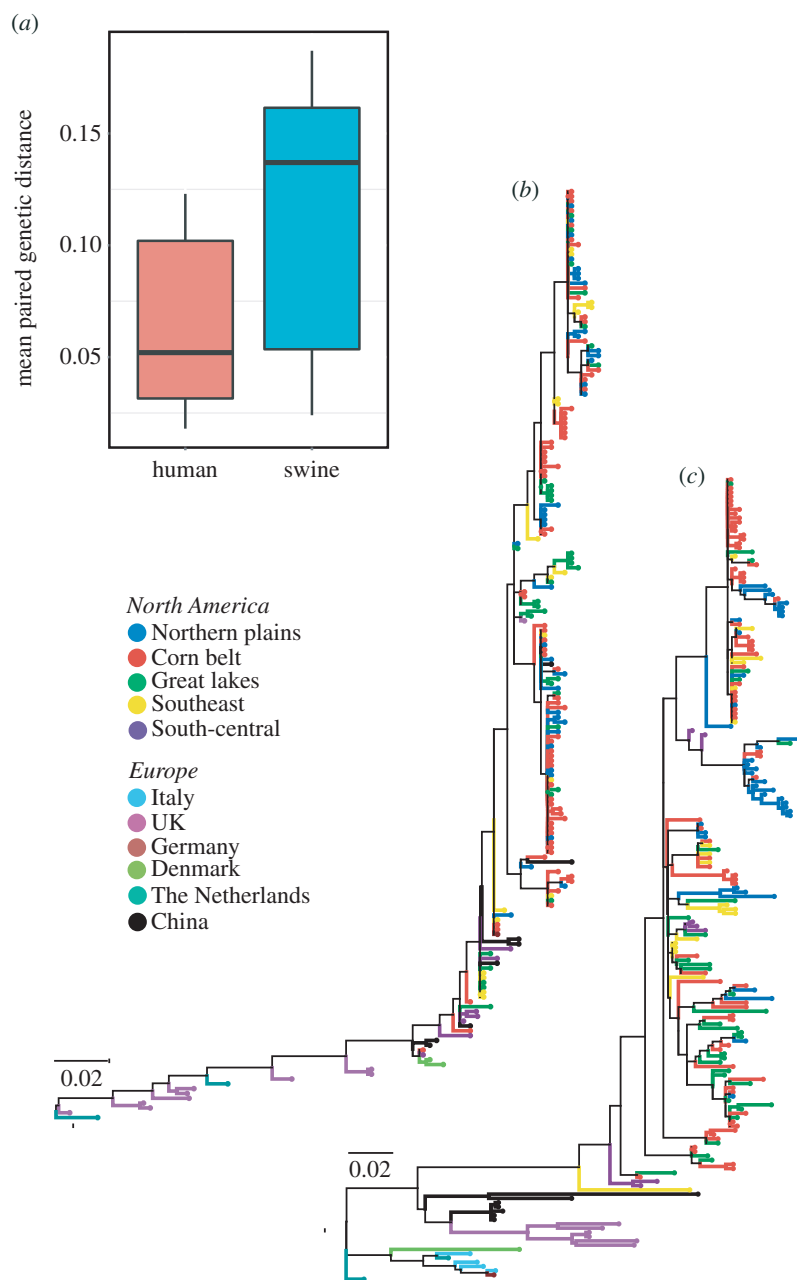 (a)
mean paired genetic distance
0.15
0.10
0.05
human
swine
(b)
(c)
North America
Northern plains
Corn belt
Great lakes
Southeast
South-central
Europe
Italy
UK
Germany
Denmark
The Netherlands
China
0.02
0.02